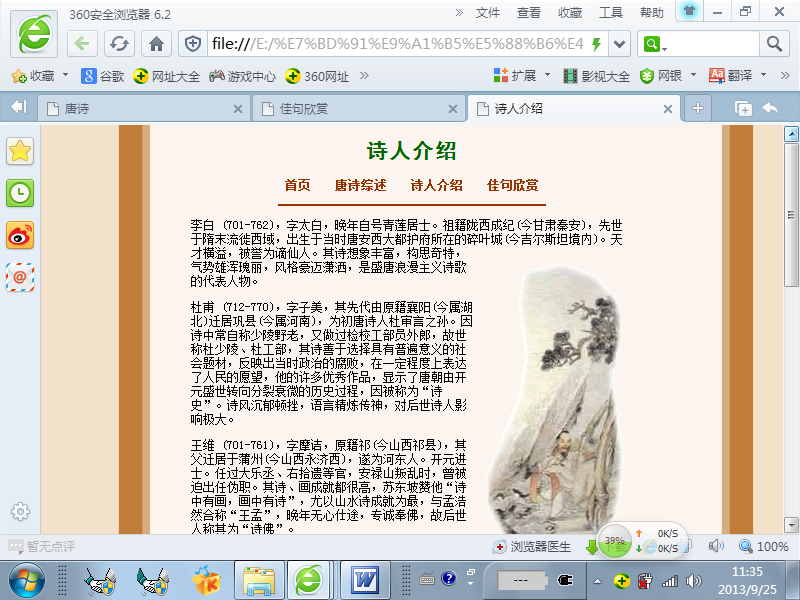 360安全浏览器 6.2
» 文件 查看 收藏 工具 帮助
file:///E:/%E7%BD%91%E9%A1%B5%E5%88%B6%E4
收藏 谷歌 网址大全 游戏中心 360网址 » 扩展 影视大全 网银 翻译 »
唐诗 佳句欣赏 诗人介绍
诗人介绍
首页 唐诗综述 诗人介绍 佳句欣赏
李白 (701-762)，字太白，晚年自号青莲居士。祖籍陇西成纪(今甘肃秦安)，先世
于隋末流徙西域，出生于当时唐安西大都护府所在的碎叶城(今吉尔斯坦境内)。天
才横溢，被誉为谪仙人。其诗想象丰富，构思奇特，
气势雄浑瑰丽，风格豪迈潇洒，是盛唐浪漫主义诗歌
的代表人物。
杜甫 (712-770)，字子美，其先代由原籍襄阳(今属湖
北)迁居巩县(今属河南)，为初唐诗人杜审言之孙。因
诗中常自称少陵野老，又做过检校工部员外郎，故世
称杜少陵、杜工部，其诗善于选择具有普遍意义的社
会题材，反映出当时政治的腐败，在一定程度上表达
了人民的愿望，他的许多优秀作品，显示了唐朝由开
元盛世转向分裂衰微的历史过程，因被称为“诗
史”。诗风沉郁顿挫，语言精炼传神，对后世诗人影
响极大。
王维 (701-761)，字摩诘，原籍祁(今山西祁县)，其
父迁居于蒲州(今山西永济西)，遂为河东人。开元进
士。任过大乐丞、右拾遗等官，安禄山叛乱时，曾被
迫出任伪职。其诗、画成就都很高，苏东坡赞他“诗
中有画，画中有诗”，尤以山水诗成就为最，与孟浩
然合称“王孟”，晚年无心仕途，专诚奉佛，故后世
人称其为“诗佛”。
暂无点评 浏览器医生 下载 39% 0K/S 0K/S 100%
---
11:35
2013/9/25